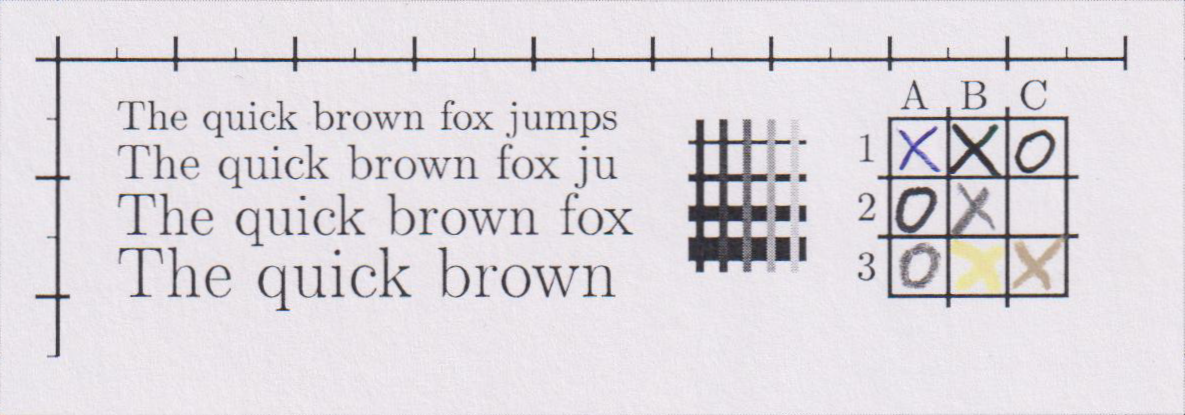 The quick brown fox jumps
The quick brown fox ju
The quick brown fox
The quick brown
A B C
1 X X O
2 O X
3 O X X